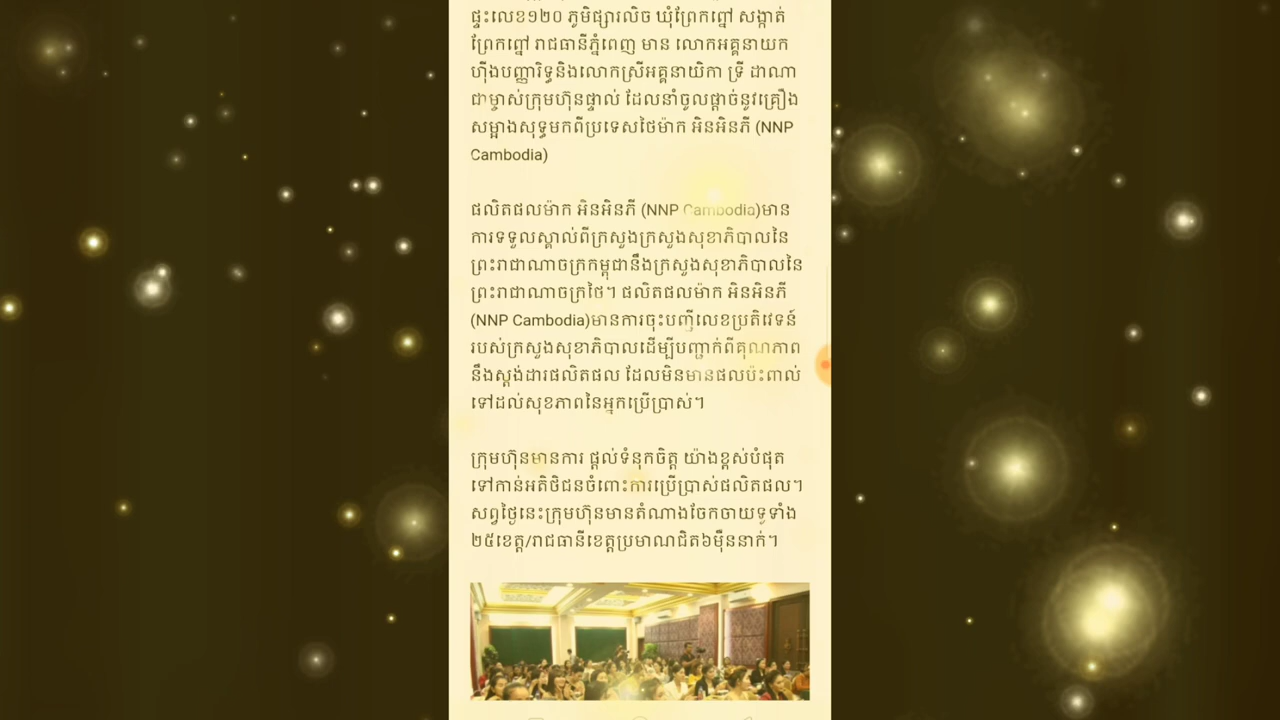 ផ្ទះលេខ១២០ ភូមិផ្សារលិច ឃុំព្រែកព្នៅ សង្កាត់
ព្រែកព្នៅ រាជធានីភ្នំពេញ មាន លោកអគ្គនាយក
ហ៊ីងបញ្ញារិទ្ធនិងលោកស្រីអគ្គនាយិកា ទ្រី ដាណា
ជាម្ចាស់ក្រុមហ៊ុនផ្ទាល់ ដែលនាំចូលផ្តាច់នូវគ្រឿង
សម្អាងសុទ្ធមកពីប្រទេសថៃម៉ាក អិនអិនភី (NNP
Cambodia)
ផលិតផលម៉ាក អិនអិនភី (NNP Cambodia)មាន
ការទទួលស្គាល់ពីក្រសួងក្រសួងសុខាភិបាលនៃ
ព្រះរាជាណាចក្រកម្ពុជានឹងក្រសួងសុខាភិបាលនៃ
ព្រះរាជាណាចក្រថៃ។ ផលិតផលម៉ាក អិនអិនភី
(NNP Cambodia)មានការចុះបញ្ជីលេខប្រតិវេទន៍
របស់ក្រសួងសុខាភិបាលដើម្បីបញ្ជាក់ពីគុណភាព
នឹងស្តង់ដារផលិតផល ដែលមិនមានផលប៉ះពាល់
ទៅដល់សុខភាពនៃអ្នកប្រើប្រាស់។
ក្រុមហ៊ុនមានការ ផ្តល់ទំនុកចិត្ត យ៉ាងខ្ពស់បំផុត
ទៅកាន់អតិថិជនចំពោះការប្រើប្រាស់ផលិតផល។
សព្វថ្ងៃនេះក្រុមហ៊ុនមានតំណាងចែកចាយទូទាំង
២៥ខេត្ត/រាជធានីខេត្តប្រមាណជិត៦ម៉ឺននាក់។